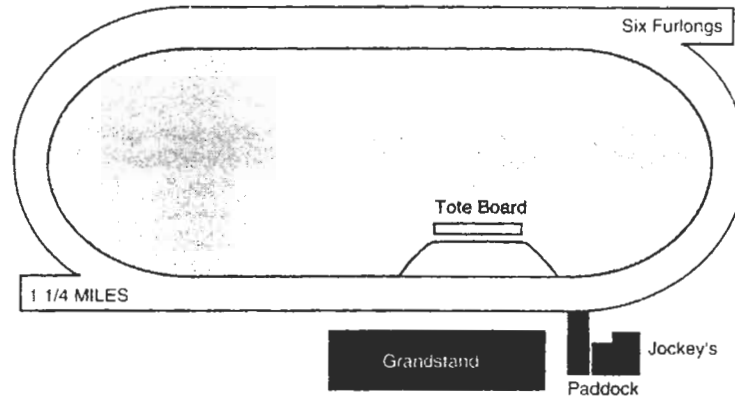 Six Furlongs
Tote Board
1 1/4 MILES
Grandstand
Jockey's
Paddock